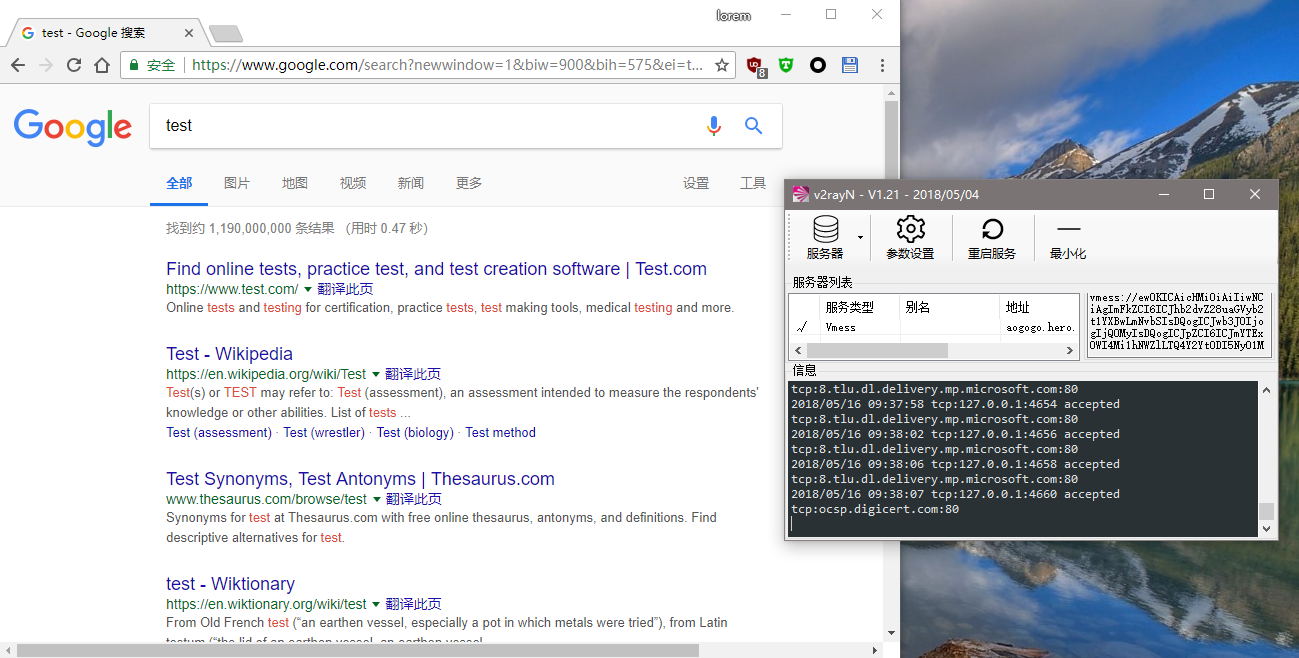 lorem
test - Google 搜索
安全
https://www.google.com/search?newwindow=1&biw=900&bih=575&ei=t...
8
Google
test
全部 图片 地图 视频 新闻 更多 设置 工具
找到约 1,190,000,000 条结果 （用时 0.47 秒）
Find online tests, practice test, and test creation software | Test.com
https://www.test.com/ 翻译此页
Online tests and testing for certification, practice tests, test making tools, medical testing and more.
Test - Wikipedia
https://en.wikipedia.org/wiki/Test 翻译此页
Test(s) or TEST may refer to: Test (assessment), an assessment intended to measure the respondents'
knowledge or other abilities. List of tests ...
Test (assessment) · Test (wrestler) · Test (biology) · Test method
Test Synonyms, Test Antonyms | Thesaurus.com
www.thesaurus.com/browse/test 翻译此页
Synonyms for test at Thesaurus.com with free online thesaurus, antonyms, and definitions. Find
descriptive alternatives for test.
test - Wiktionary
https://en.wiktionary.org/wiki/test 翻译此页
From Old French test (“an earthen vessel, especially a pot in which metals were tried”), from Latin
v2rayN - V1.21 - 2018/05/04
服务器 参数设置 重启服务 最小化
服务器列表
服务类型 别名 地址
Vmess aogogo.hero.
信息
tcp:8.tlu.dl.delivery.mp.microsoft.com:80
2018/05/16 09:37:58 tcp:127.0.0.1:4654 accepted
tcp:8.tlu.dl.delivery.mp.microsoft.com:80
2018/05/16 09:38:02 tcp:127.0.0.1:4656 accepted
tcp:8.tlu.dl.delivery.mp.microsoft.com:80
2018/05/16 09:38:06 tcp:127.0.0.1:4658 accepted
tcp:8.tlu.dl.delivery.mp.microsoft.com:80
2018/05/16 09:38:07 tcp:127.0.0.1:4660 accepted
tcp:ocsp.digicert.com:80